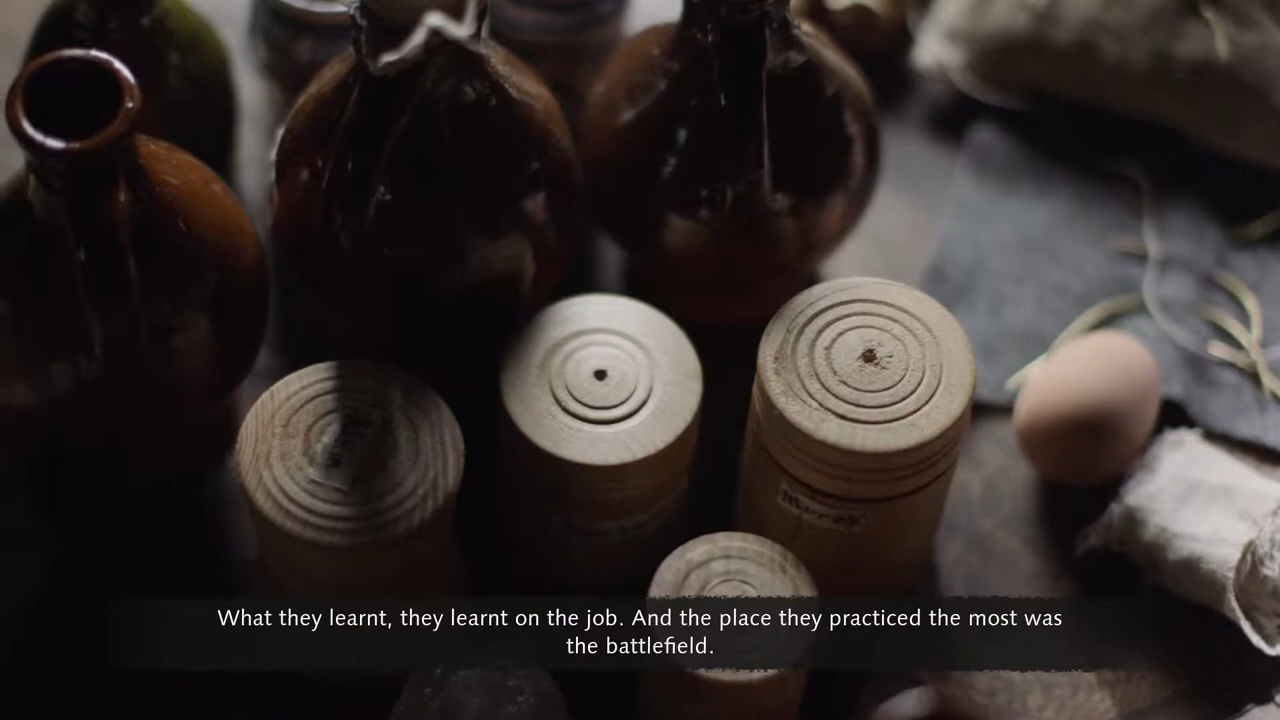 What they learnt, they learnt on the job. And the place they practiced the most was
the battlefield.